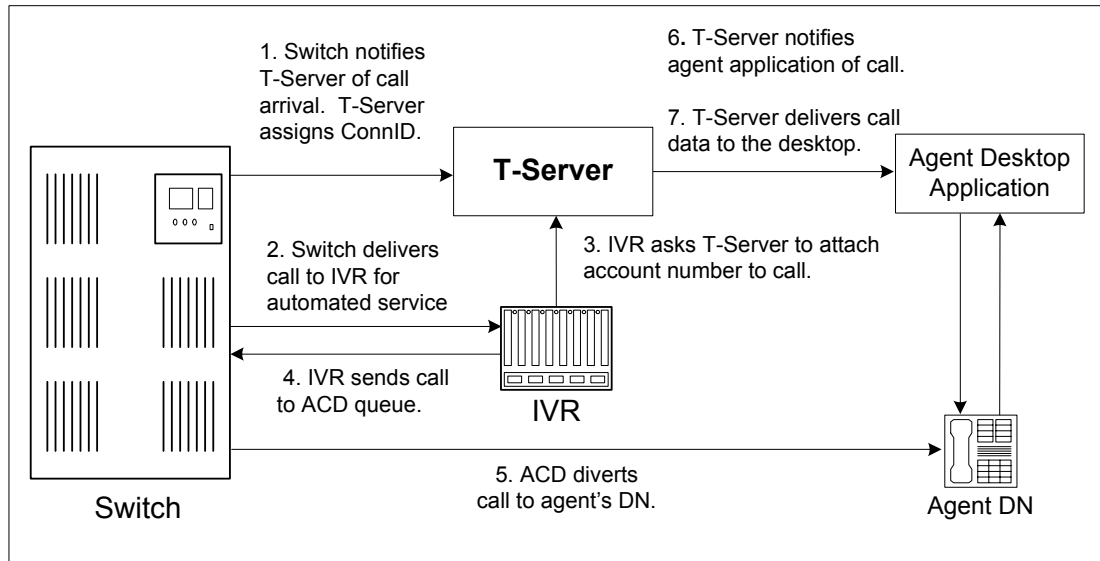 1. Switch notifies
T-Server of call
arrival. T-Server
assigns ConnID.
6. T-Server notifies
agent application of call.
7. T-Server delivers call
data to the desktop.
T-Server
Agent Desktop
Application
2. Switch delivers
call to IVR for
automated service
3. IVR asks T-Server to attach
account number to call.
4. IVR sends call
to ACD queue.
IVR
5. ACD diverts
call to agent's DN.
Switch
Agent DN